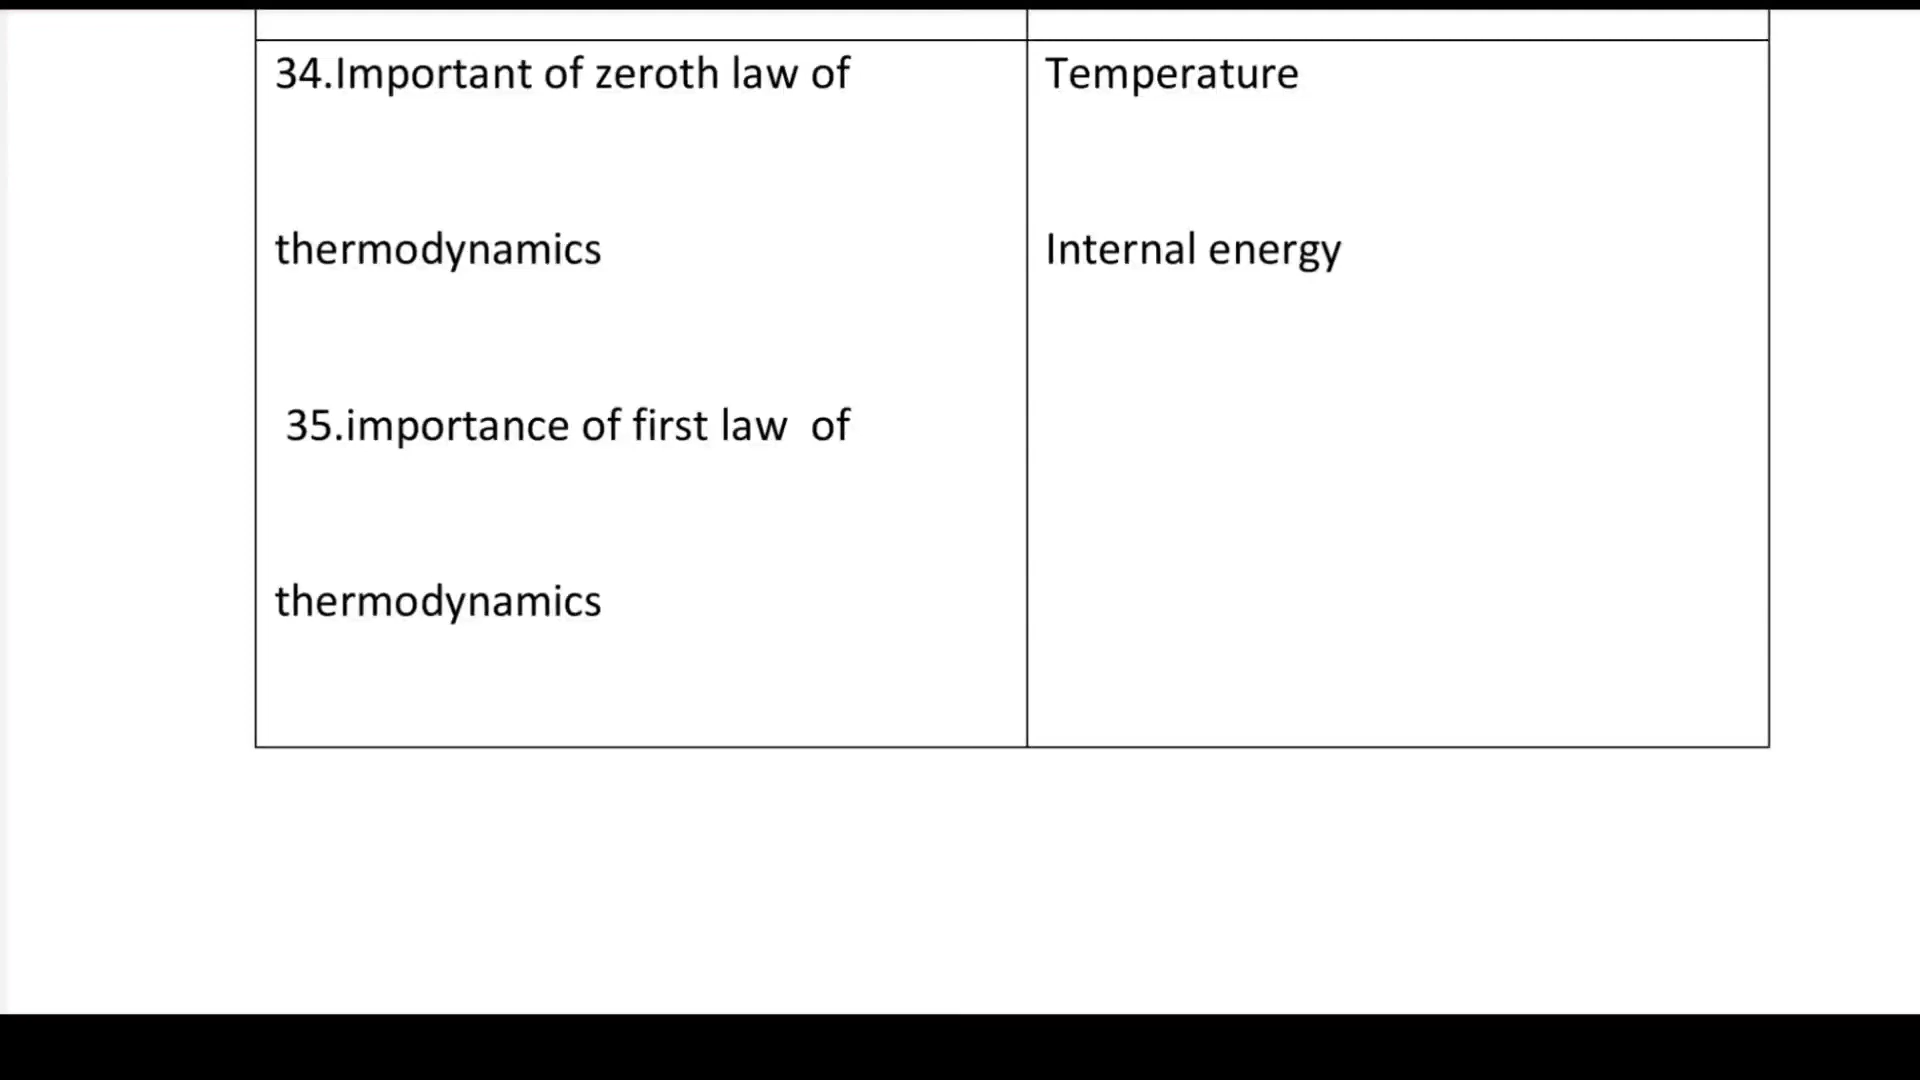 34.Important of zeroth law of
thermodynamics
35.importance of first law  of
thermodynamics
Temperature
Internal energy